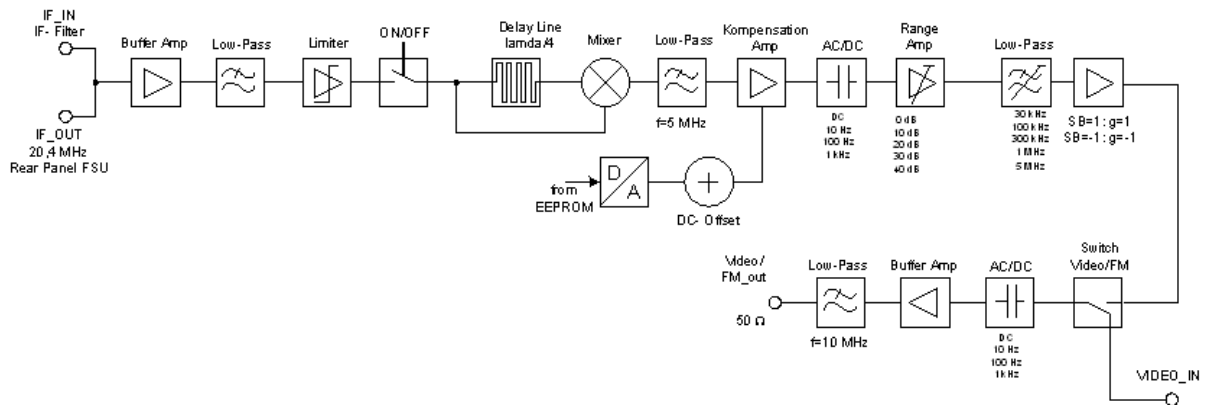 IF_IN
IF- Filter
IF_OUT
20,4 MHz
Rear Panel FSU
Buffer Amp
Low-Pass
Limiter
ON/OFF
Delay Line
lamda/4
Mixer
Low-Pass
f=5 MHz
Kompensation
Amp
AC/DC
DC
10 Hz
100 Hz
1 kHz
Range
Amp
0 dB
10 dB
20 dB
30 dB
40 dB
Low-Pass
30 kHz
100 kHz
300 kHz
1 MHz
5 MHz
SB=1 : g=1
SB=-1 : g=-1
from
EEPROM
D
A
DC- Offset
Video /
FM_out
50 Ω
Low-Pass
f=10 MHz
Buffer Amp
AC/DC
DC
10 Hz
100 Hz
1 kHz
Switch
Video/FM
VIDEO_IN